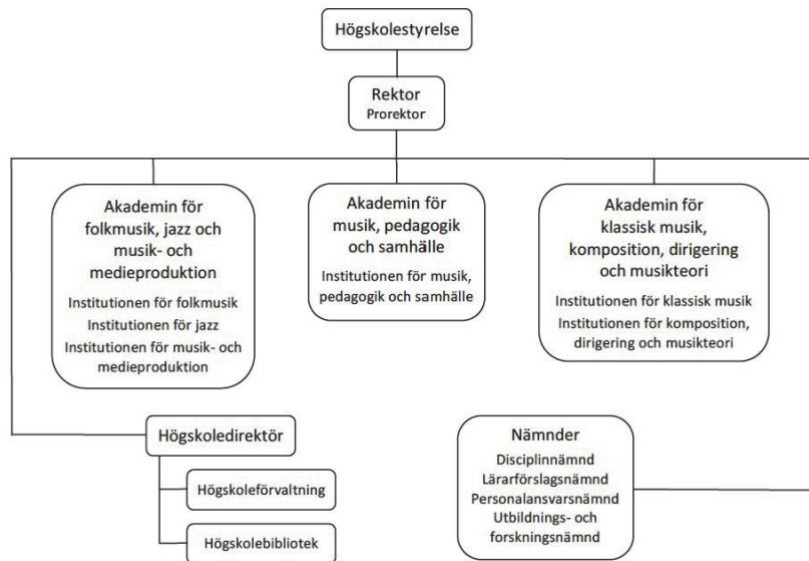 Högskolestyrelse
Rektor
Prorektor
Akademin för
folkmusik, jazz och
musik- och
medieproduktion
Institutionen för folkmusik
Institutionen för jazz
Institutionen för musik- och
medieproduktion
Akademin för
musik, pedagogik
och samhälle
Institutionen för musik,
pedagogik och samhälle
Akademin för
klassisk musik,
komposition, dirigering
och musikteori
Institutionen för klassisk musik
Institutionen för komposition,
dirigering och musikteori
Högskoledirektör
Högskoleförvaltning
Högskolebibliotek
Nämnder
Disciplinnämnd
Lärarförslagsnämnd
Personalansvarsnämnd
Utbildnings- och
forskningsnämnd